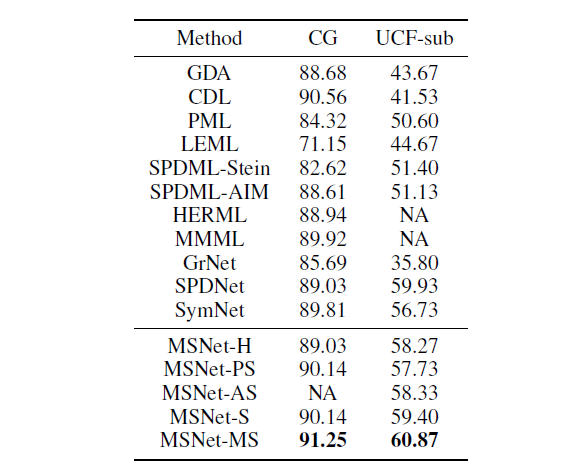 Method CG UCF-sub
GDA 88.68 43.67
CDL 90.56 41.53
PML 84.32 50.60
LEML 71.15 44.67
SPDML-Stein 82.62 51.40
SPDML-AIM 88.61 51.13
HERML 88.94 NA
MMML 89.92 NA
GrNet 85.69 35.80
SPDNet 89.03 59.93
SymNet 89.81 56.73
MSNet-H 89.03 58.27
MSNet-PS 90.14 57.73
MSNet-AS NA 58.33
MSNet-S 90.14 59.40
MSNet-MS 91.25 60.87